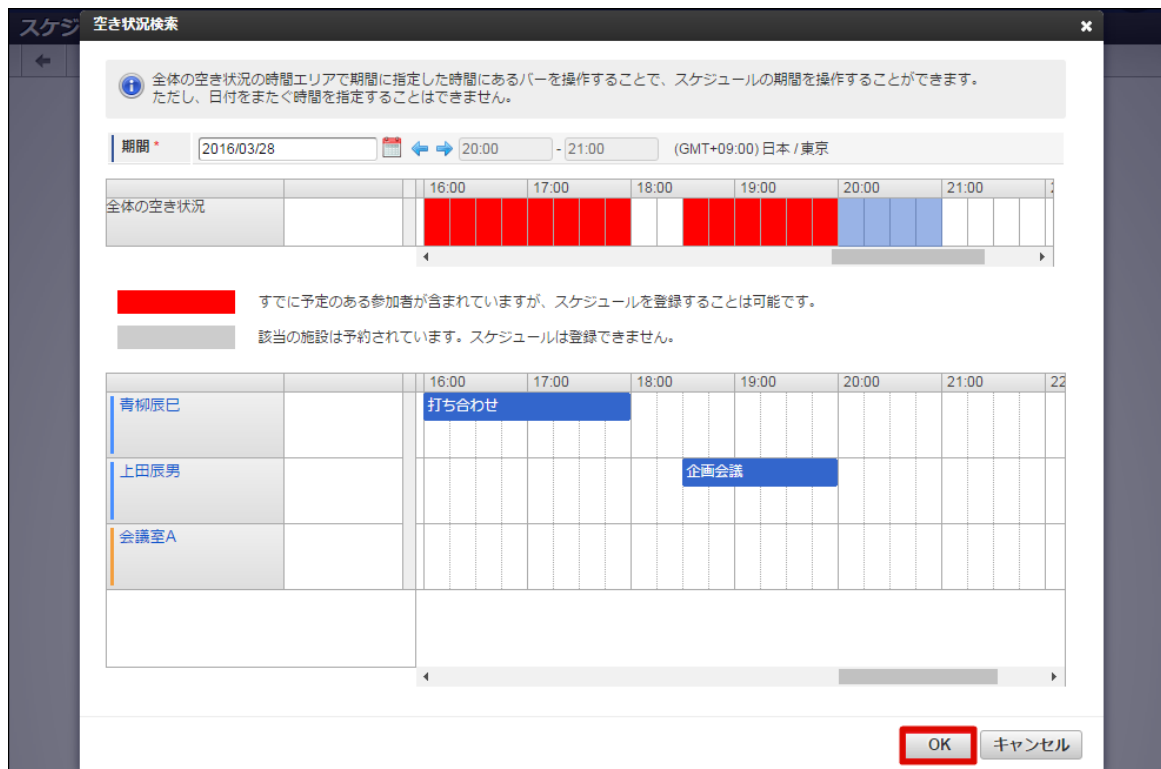 スケジ
空き状況検索
全体の空き状況の時間エリアで期間に指定した時間にあるバーを操作することで、スケジュールの期間を操作することができます。
ただし、日付をまたぐ時間を指定することはできません。
期間* 2016/03/28 20:00 - 21:00 (GMT+09:00) 日本 / 東京
16:00 17:00 18:00 19:00 20:00 21:00
全体の空き状況
すでに予定のある参加者が含まれていますが、スケジュールを登録することは可能です。
該当の施設は予約されています。スケジュールは登録できません。
16:00 17:00 18:00 19:00 20:00 21:00 22
青柳辰巳 打ち合わせ
上田辰男 企画会議
会議室A
OK キャンセル